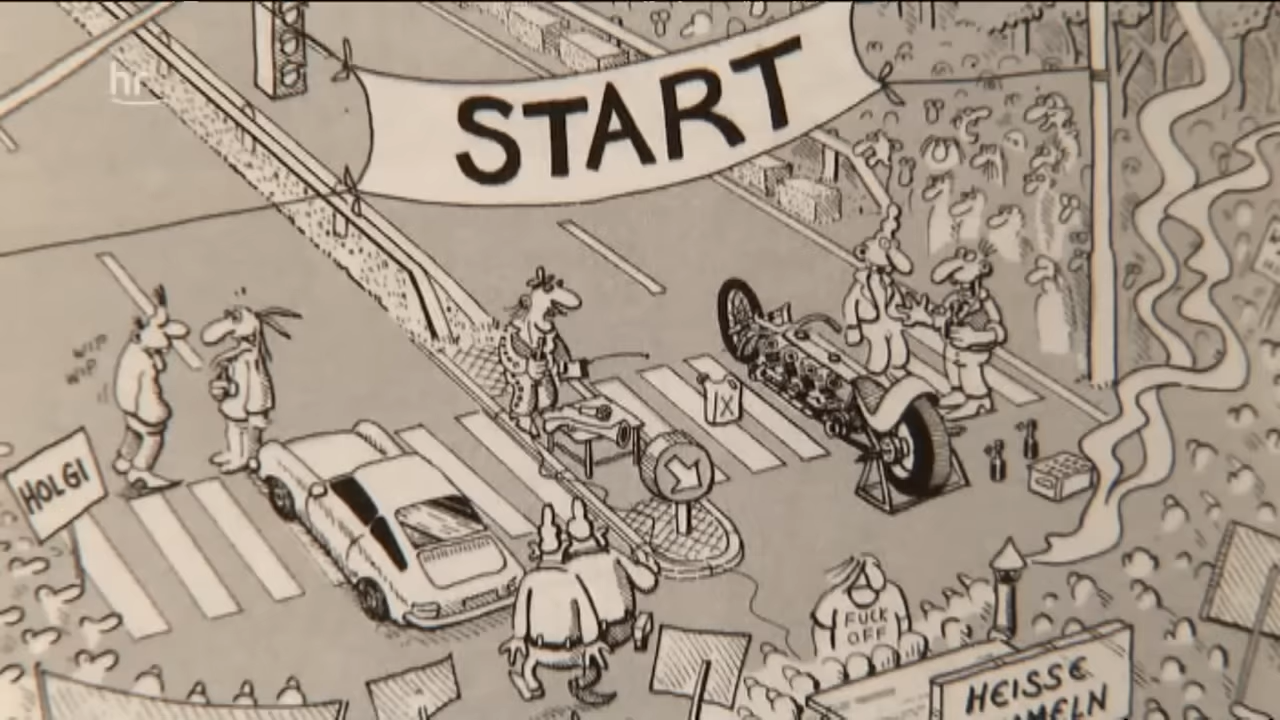 hr
START
WIP
WIP
X
HOLGI
FUCK
OFF
HEISSE